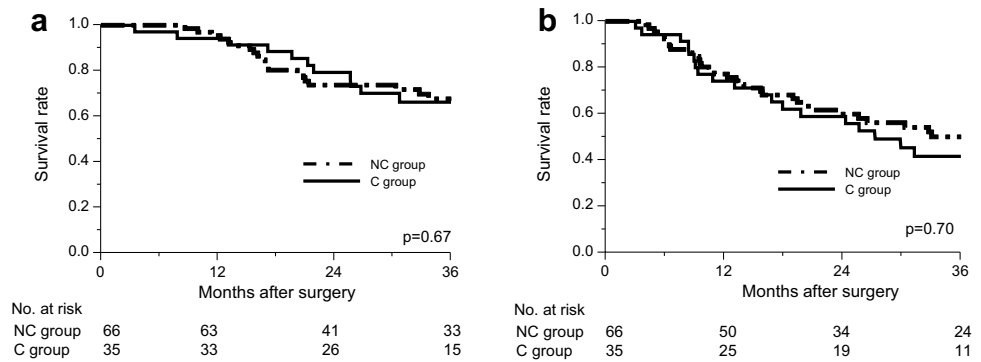 a
1.0
0.8
0.6
0.4
0.2
0.0
Survival rate
NC group
C group
p=0.67
0 12 24 36
Months after surgery
No. at risk
NC group 66 63 41 33
C group 35 33 26 15
b
1.0
0.8
0.6
0.4
0.2
0.0
Survival rate
NC group
C group
p=0.70
0 12 24 36
Months after surgery
No. at risk
NC group 66 50 34 24
C group 35 25 19 11